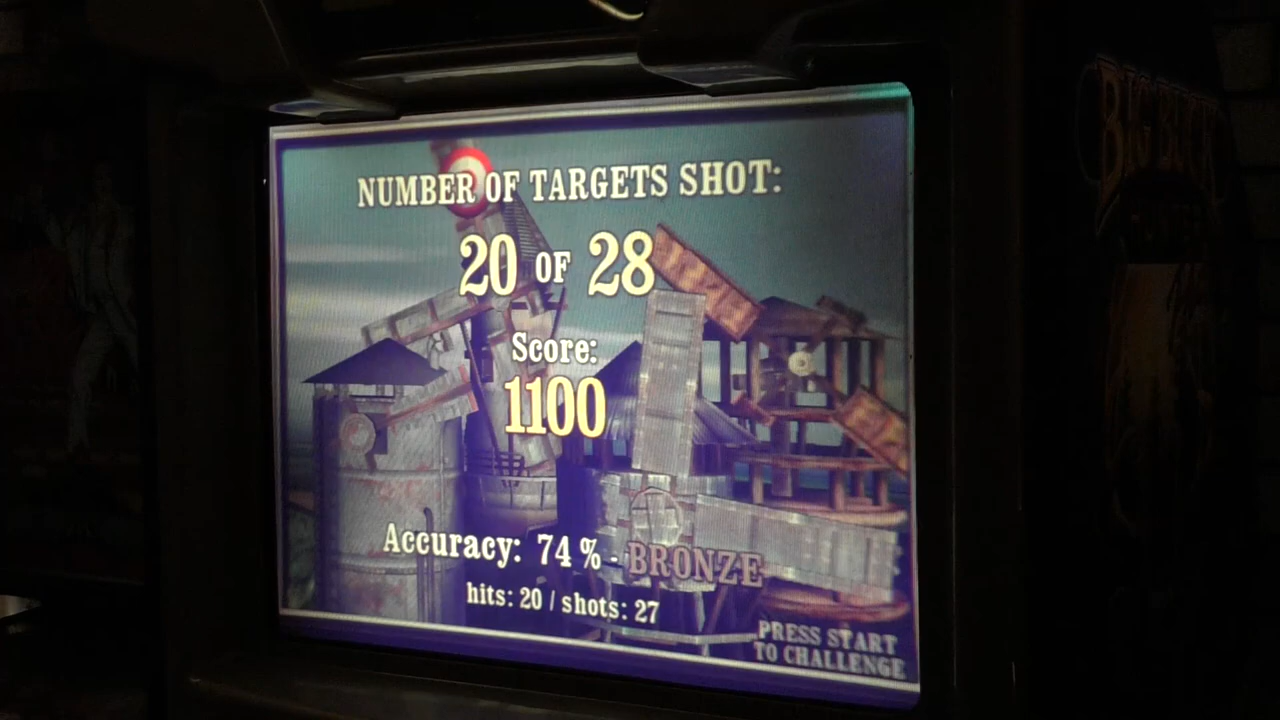 NUMBER OF TARGETS SHOT:
20 OF 28
Score:
1100
Accuracy: 74 % - BRONZE
hits: 20 / shots: 27
PRESS START
TO CHALLENGE